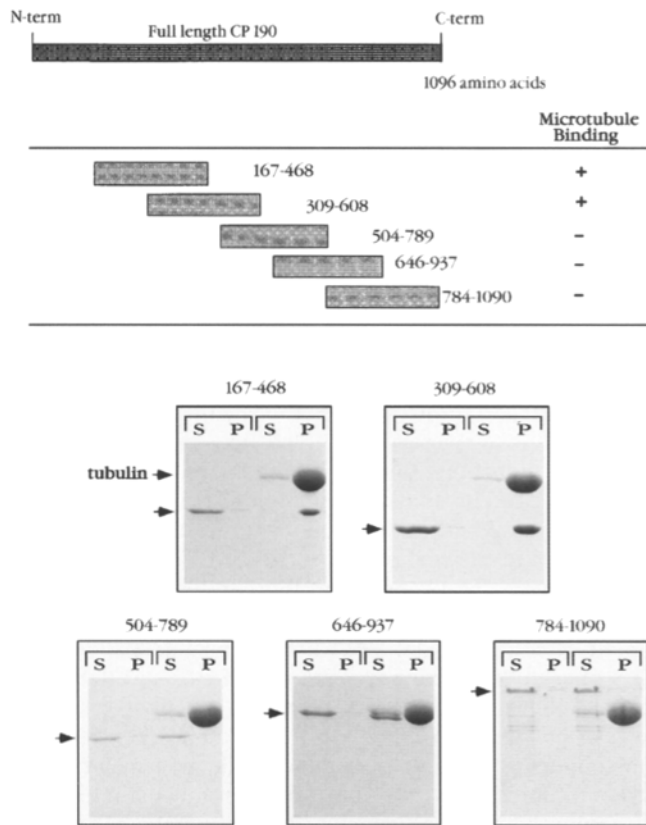 N-term C-term
Full length CP 190
1096 amino acids
Microtubule
Binding
167-468 +
309-608 +
504-789 -
646-937 -
784-1090 -
167-468 309-608
S P S P S P S P
tubulin
504-789 646-937 784-1090
S P S P S P S P S P S P